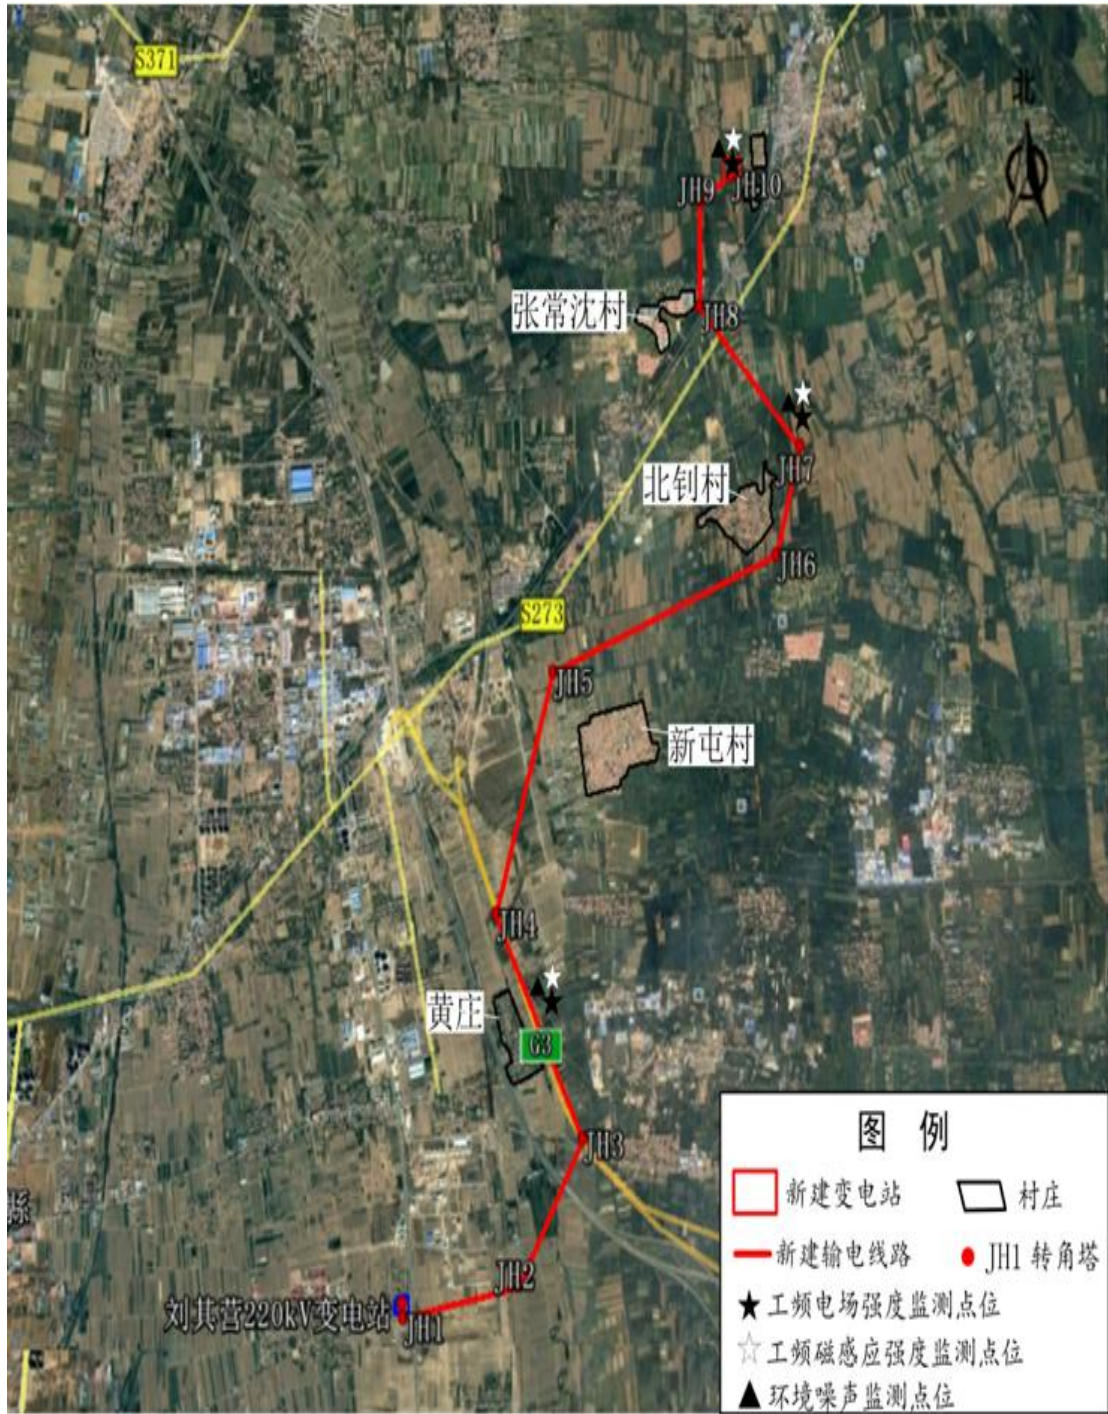 S371
北
JH9
JH10
张常沈村
JH8
北钊村
JH7
JH6
S273
JH5
新屯村
JH4
黄庄
G3
JH3
縣
JH2
刘其营220kV变电站
JH1
图 例
新建变电站
村庄
新建输电线路
JH1 转角塔
工频电场强度监测点位
工频磁感应强度监测点位
环境噪声监测点位